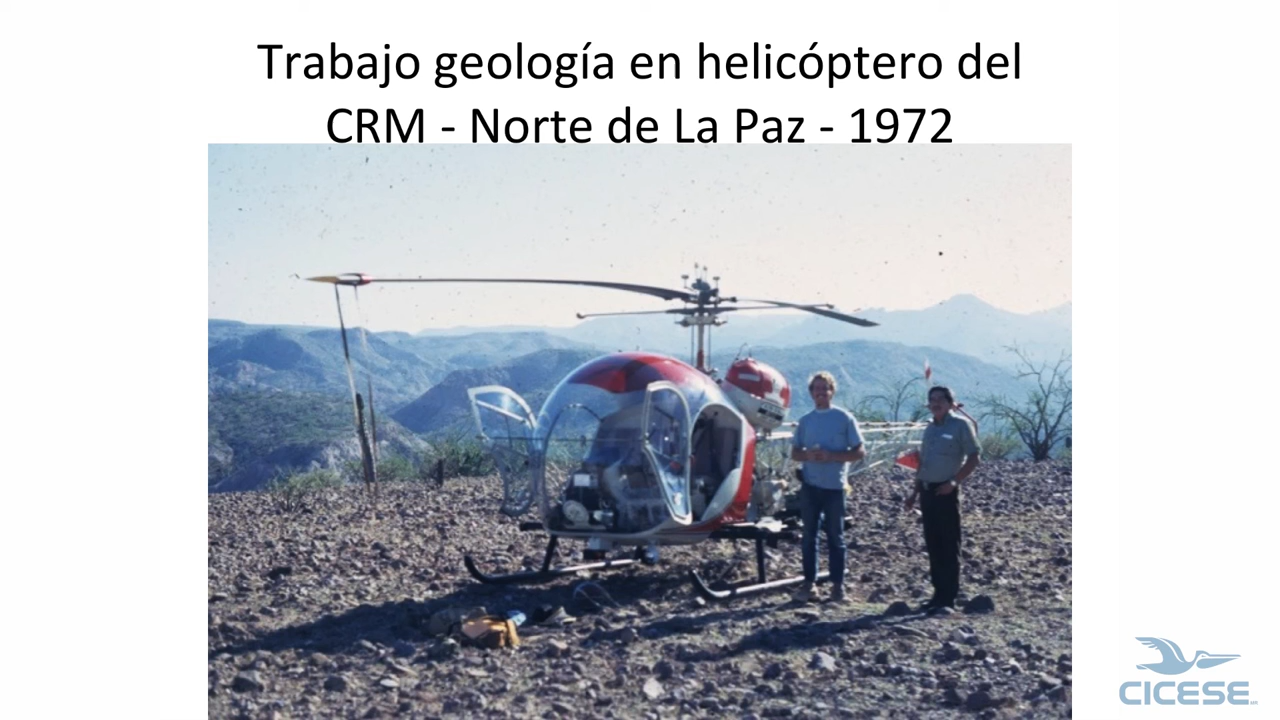 Trabajo geología en helicóptero del
CRM - Norte de La Paz - 1972
CICESE